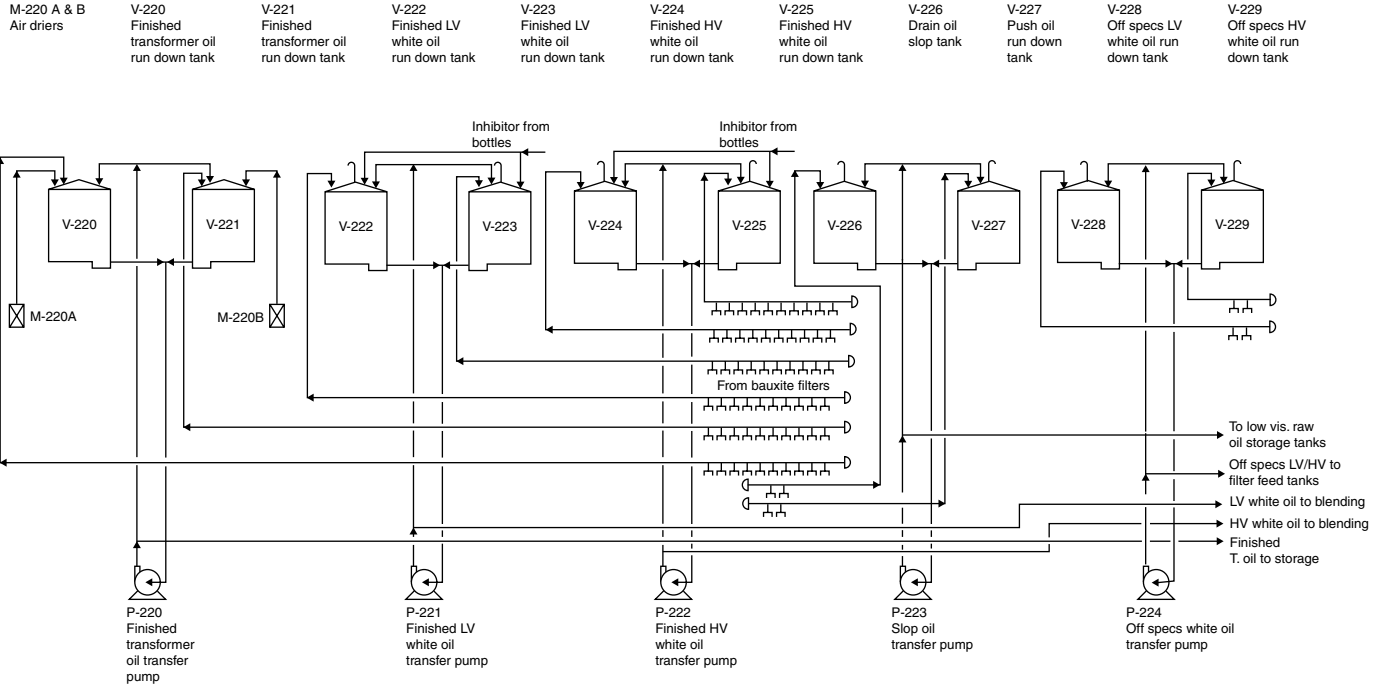 M-220 A & B
Air driers
V-220
Finished
transformer oil
run down tank
V-221
Finished
transformer oil
run down tank
V-222
Finished LV
white oil
run down tank
V-223
Finished LV
white oil
run down tank
V-224
Finished HV
white oil
run down tank
V-225
Finished HV
white oil
run down tank
V-226
Drain oil
slop tank
V-227
Push oil
run down
tank
V-228
Off specs LV
white oil run
down tank
V-229
Off specs HV
white oil run
down tank
Inhibitor from
bottles
Inhibitor from
bottles
V-220
V-221
V-222
V-223
V-224
V-225
V-226
V-227
V-228
V-229
M-220A
M-220B
From bauxite filters
To low vis. raw
oil storage tanks
Off specs LV/HV to
filter feed tanks
LV white oil to blending
HV white oil to blending
Finished
T. oil to storage
P-220
Finished
transformer
oil transfer
pump
P-221
Finished LV
white oil
transfer pump
P-222
Finished HV
white oil
transfer pump
P-223
Slop oil
transfer pump
P-224
Off specs white oil
transfer pump